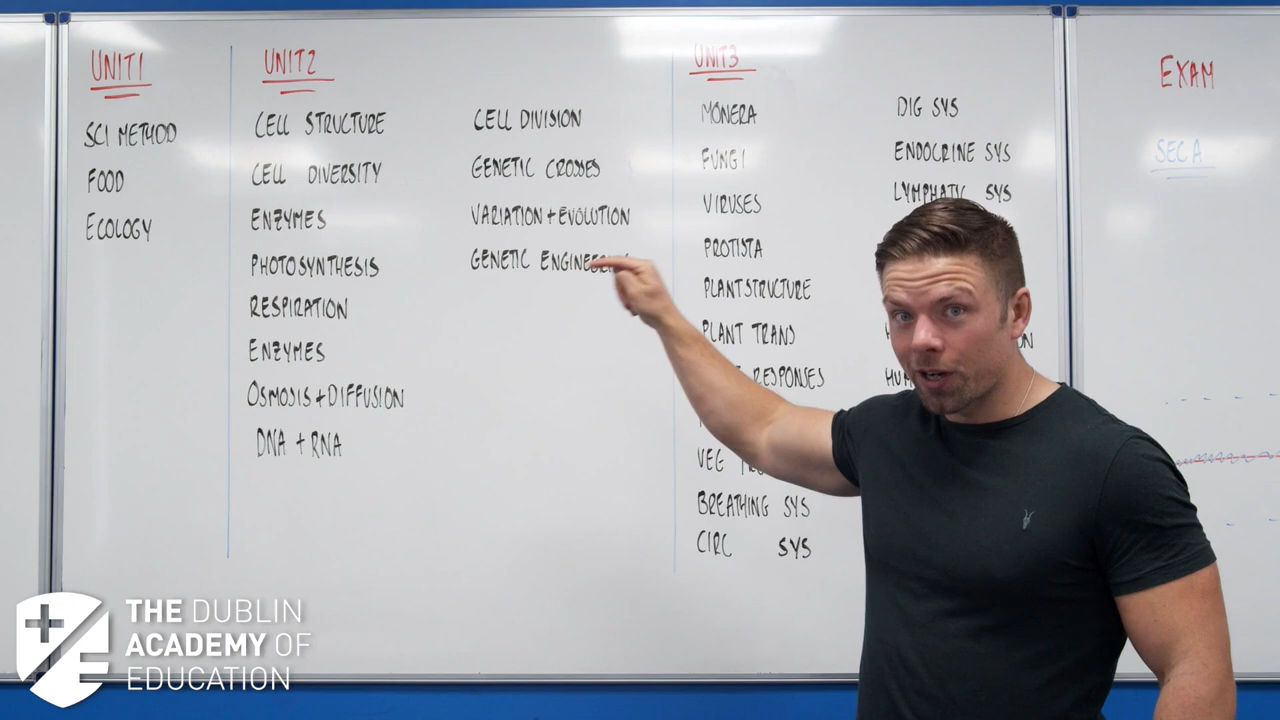 UNIT1
SCI METHOD
FOOD
ECOLOGY
UNIT2
CELL STRUCTURE
CELL DIVERSITY
ENZYMES
PHOTOSYNTHESIS
RESPIRATION
ENZYMES
OSMOSIS + DIFFUSION
DNA + RNA
CELL DIVISION
GENETIC CROSSES
VARIATION + EVOLUTION
GENETIC
UNIT3
MONERA
FUNGI
VIRUSES
PROTISTA
PLANT STRUCTURE
PLANT TRANS
RESPONSES
VEG
BREATHING SYS
CIRC SYS
DIG SYS
ENDOCRINE SYS
LYMPHATIC SYS
EXAM
SEC A
THE DUBLIN
ACADEMY OF
EDUCATION